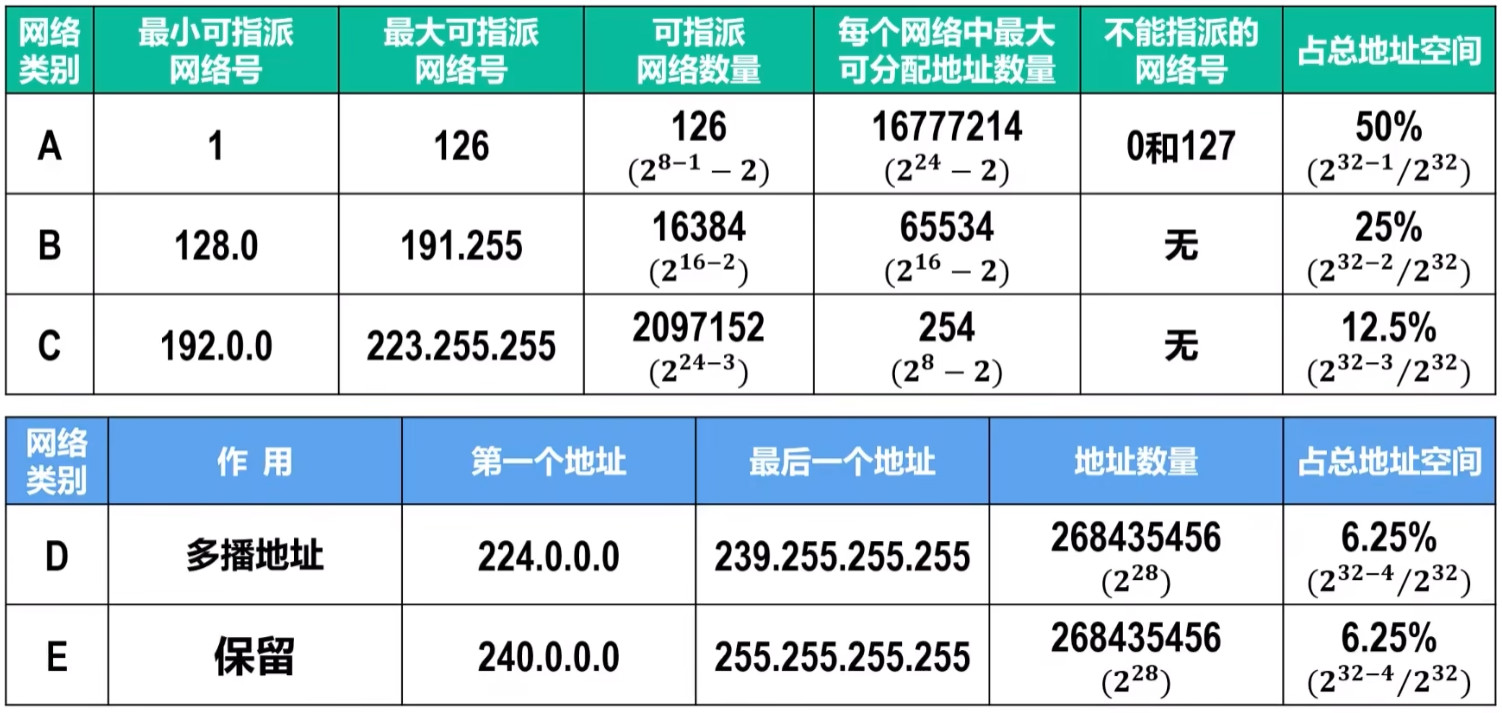 网络类别 最小可指派网络号 最大可指派网络号 可指派网络数量 每个网络中最大可分配地址数量 不能指派的网络号 占总地址空间
A 1 126 126 (2^{8-1} − 2) 16777214 (2^{24} − 2) 0和127 50% (2^{32-1}/2^{32})
B 128.0 191.255 16384 (2^{16-2}) 65534 (2^{16} − 2) 无 25% (2^{32-2}/2^{32})
C 192.0.0 223.255.255 2097152 (2^{24-3}) 254 (2^{8} − 2) 无 12.5% (2^{32-3}/2^{32})
网络类别 作 用 第一个地址 最后一个地址 地址数量 占总地址空间
D 多播地址 224.0.0.0 239.255.255.255 268435456 (2^{28}) 6.25% (2^{32-4}/2^{32})
E 保留 240.0.0.0 255.255.255.255 268435456 (2^{28}) 6.25% (2^{32-4}/2^{32})